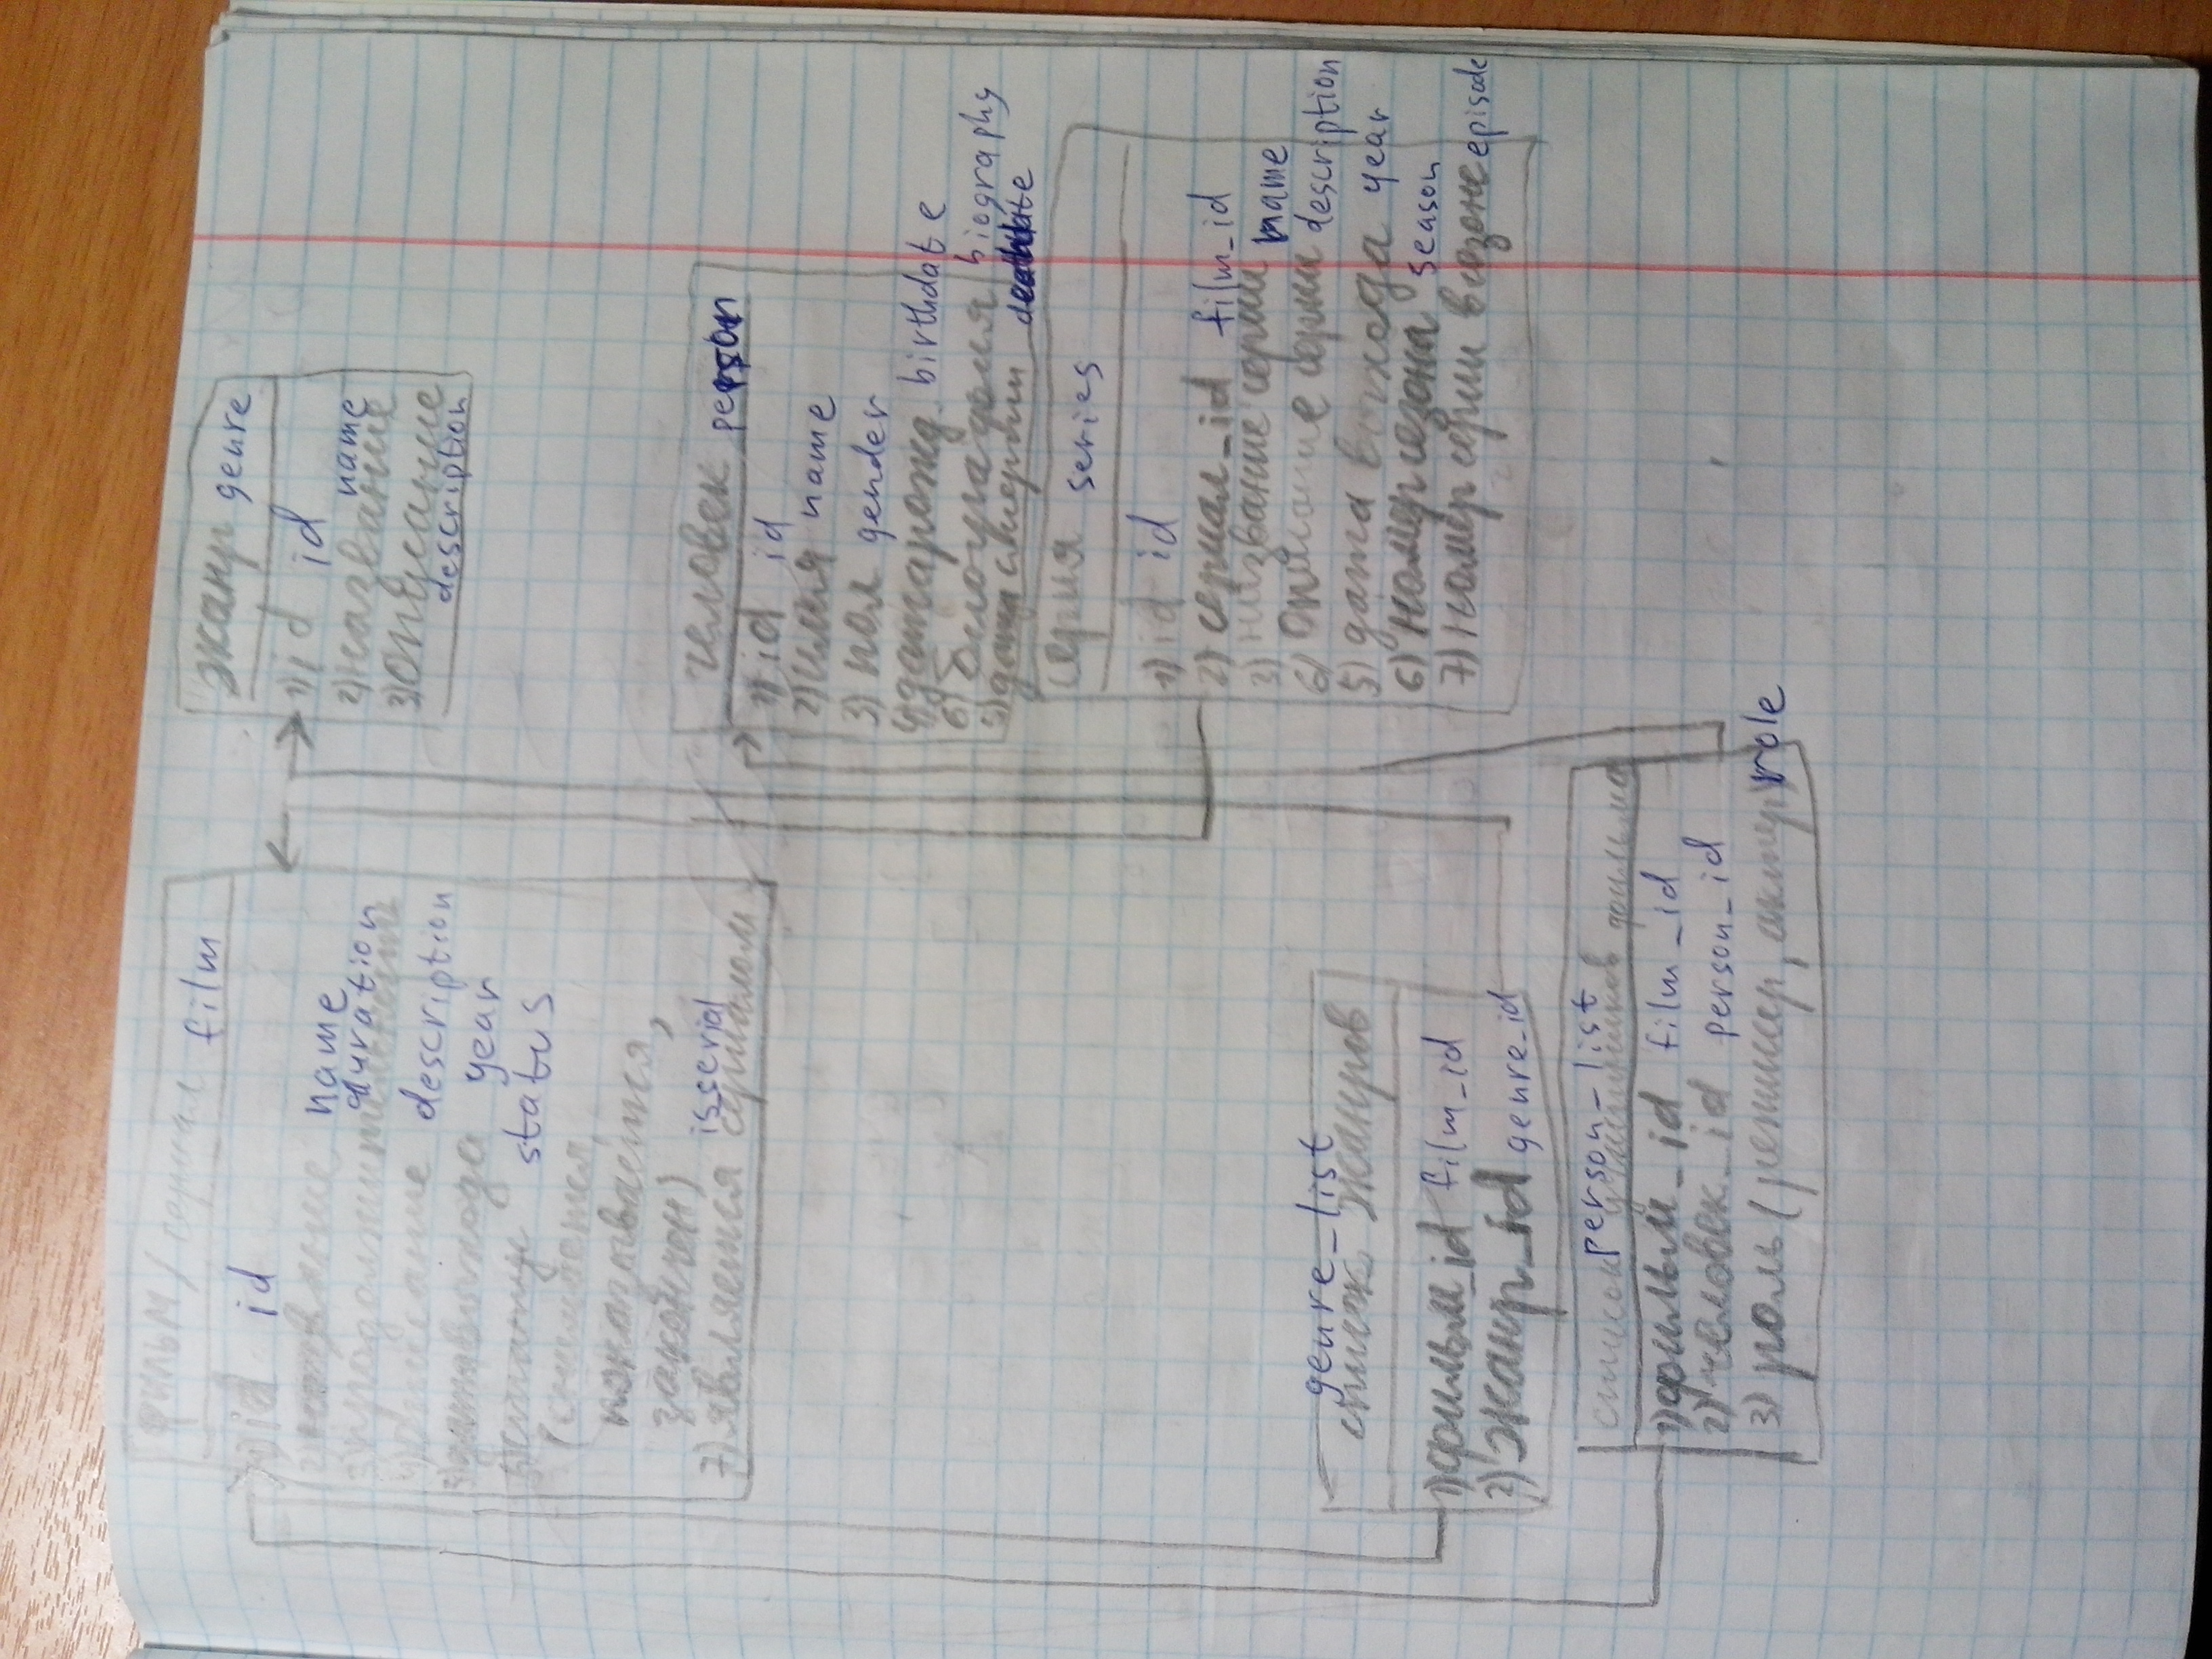 фильм/сериал film
1) id id
2) название name
3) продолжительность duration
4) Описание description
5) дата выхода year
6) статус status
(снимается,
показывается,
закончен)
7) является сериалом isserial
жанр genre
1) id id
2) название name
3) Описание
description
человек person
1) id id
2) имя name
3) пол gender
4) дата рожд. birthdate
6) биография biography
5) дата смерти deathdate
серия series
1) id id
2) сериал_id film_id
3) название серии name
6) Описание серии description
5) дата выхода year
6) номер сезона season
7) номер серии в сезоне episode
genre_list
список жанров
1) фильм_id film_id
2) жанр_id genre_id
person_list
список участников фильма
1) фильм_id film_id
2) человек_id person_id
3) роль (режисер, актер) role